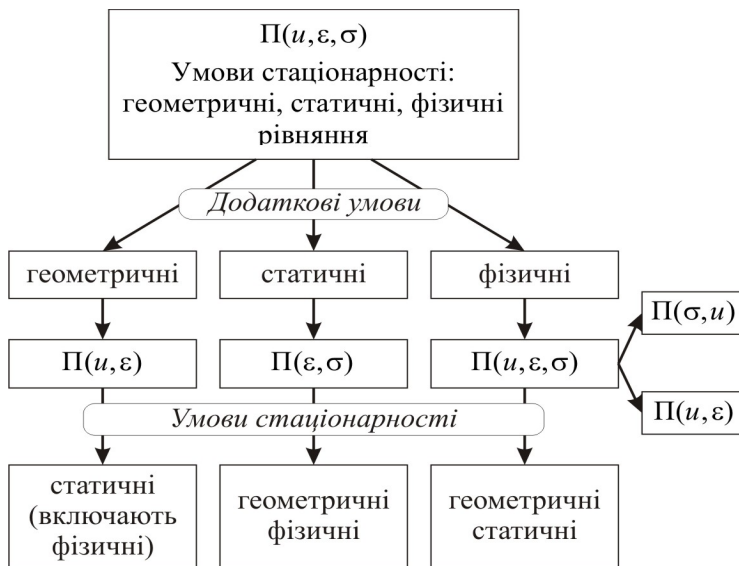 П(u,ε,σ)
Умови стаціонарності:
геометричні, статичні, фізичні
рівняння
Додаткові умови
геометричні
статичні
фізичні
П(σ,u)
П(u,ε)
П(ε,σ)
П(u,ε,σ)
П(u,ε)
Умови стаціонарності
статичні
(включають
фізичні)
геометричні
фізичні
геометричні
статичні